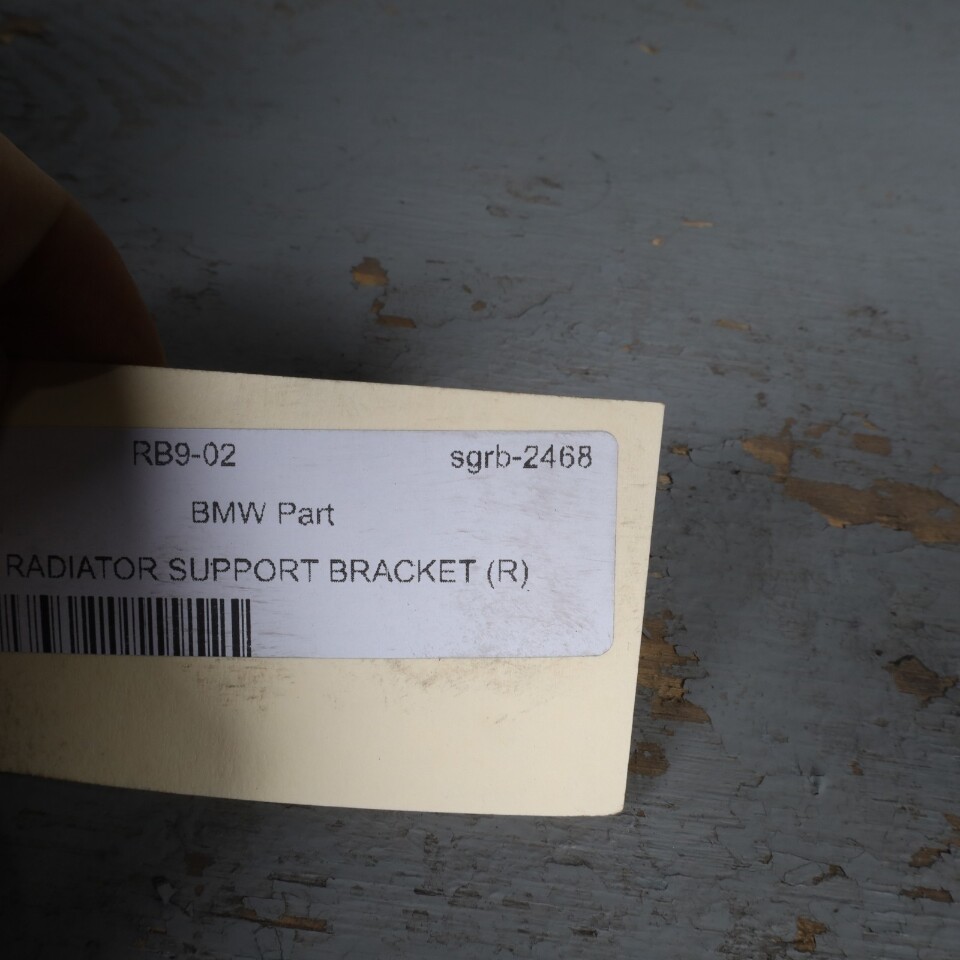 RB9-02 sgrb-2468
BMW Part
RADIATOR SUPPORT BRACKET (R)